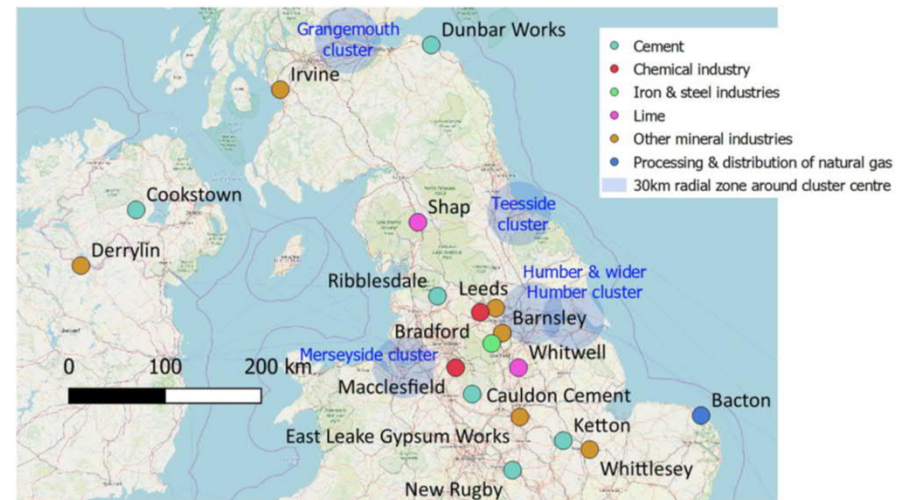 Grangemouth
cluster
Dunbar Works
Irvine
Cement
Chemical industry
Iron & steel industries
Lime
Other mineral industries
Processing & distribution of natural gas
30km radial zone around cluster centre
Cookstown
Shap
Teesside
cluster
Derrylin
Ribblesdale
Leeds
Humber & wider
Humber cluster
Bradford
Barnsley
Merseyside cluster
Whitwell
0 100 200 km
Macclesfield
Cauldon Cement
Bacton
East Leake Gypsum Works
Ketton
Whittlesey
New Rugby